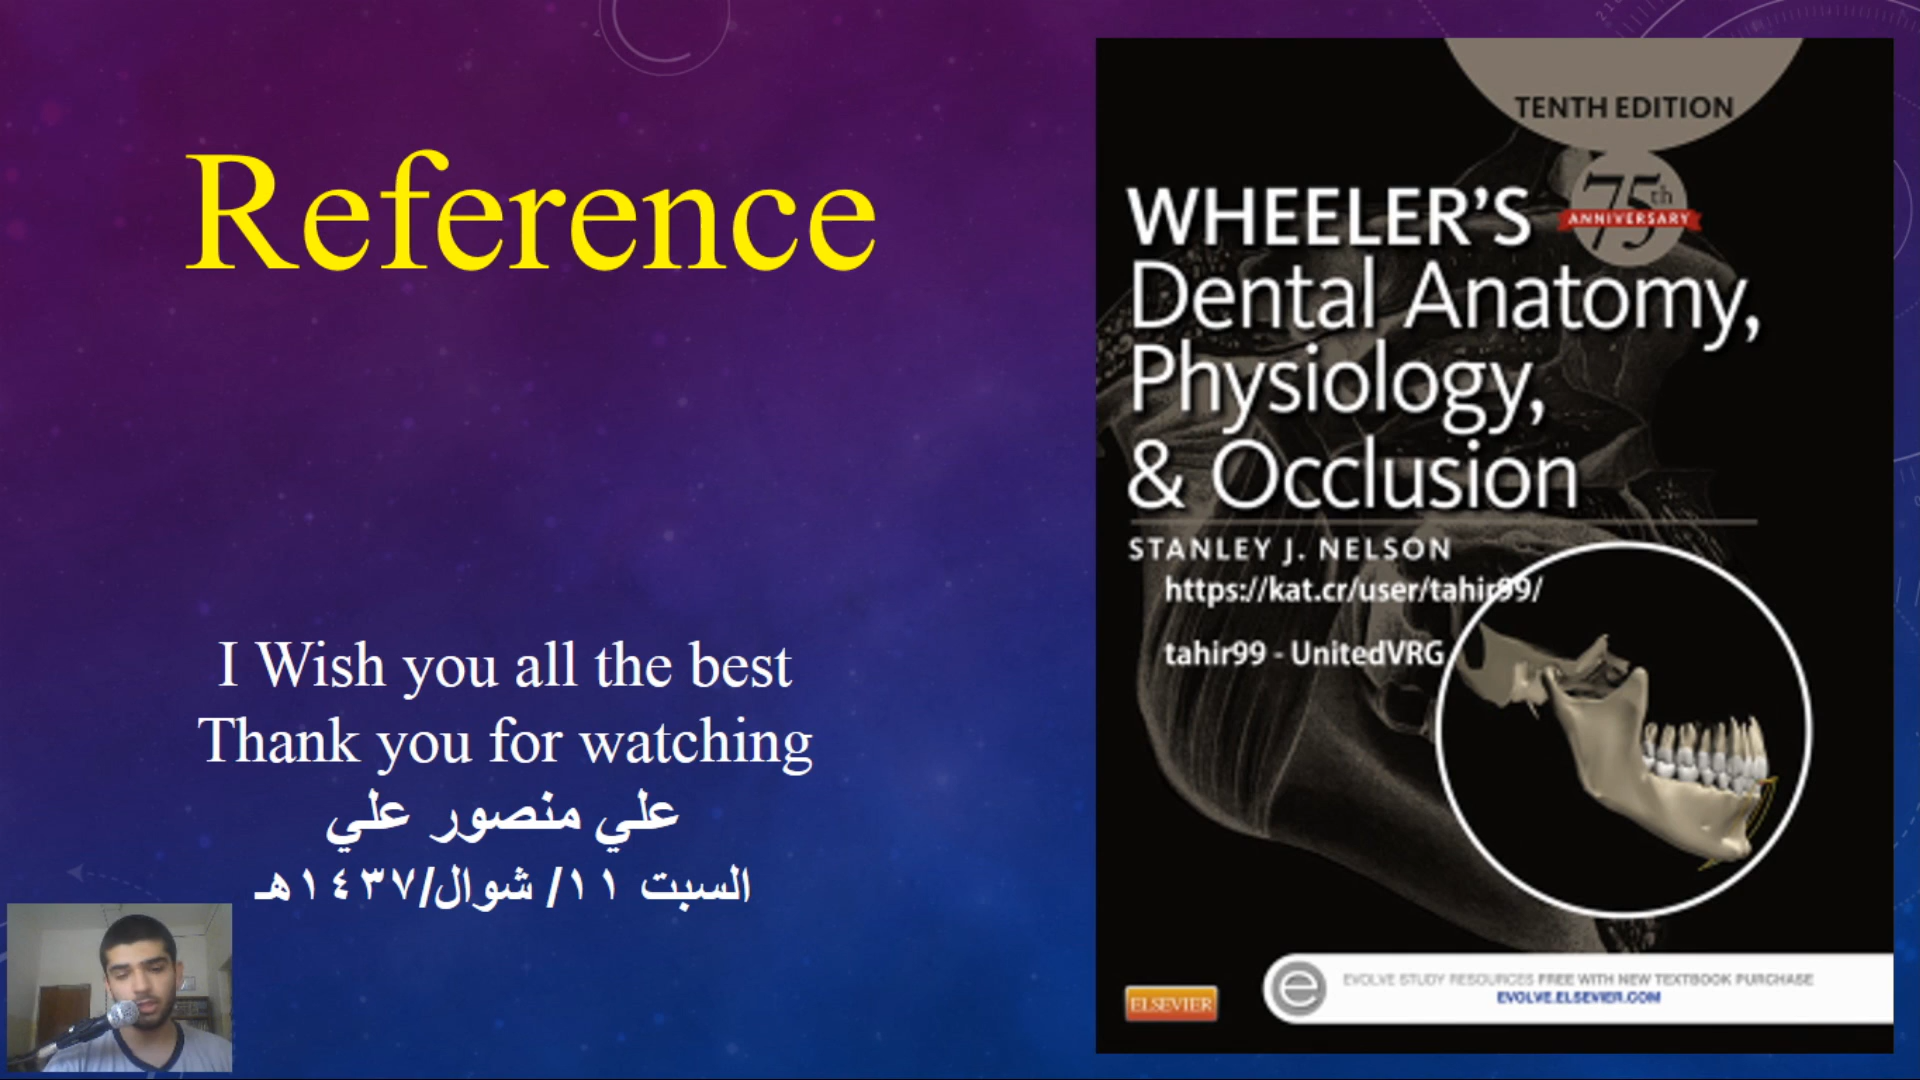 Reference
I Wish you all the best
Thank you for watching
علي منصور علي
السبت ١١/ شوال/١٤٣٧هـ
TENTH EDITION
75th
ANNIVERSARY
WHEELER'S
Dental Anatomy,
Physiology,
& Occlusion
STANLEY J. NELSON
https://kat.cr/user/tahir99/
tahir99 - UnitedVRG
ELSEVIER
e
EVOLVE STUDY RESOURCES FREE WITH NEW TEXTBOOK PURCHASE
EVOLVE.ELSEVIER.COM